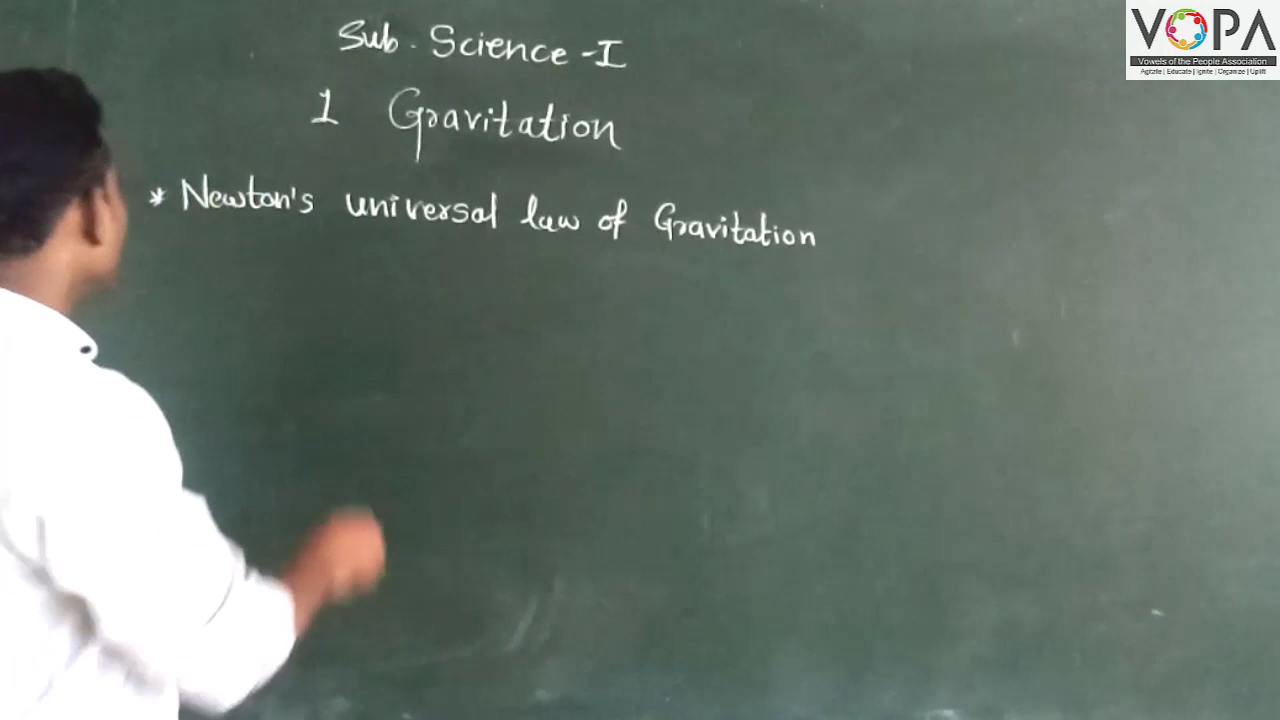 Sub. Science - I
1 Gravitation
* Newton's universal law of Gravitation
VOPA
Vowels of the People Association
Agitate | Educate | Ignite | Organize | Uplift